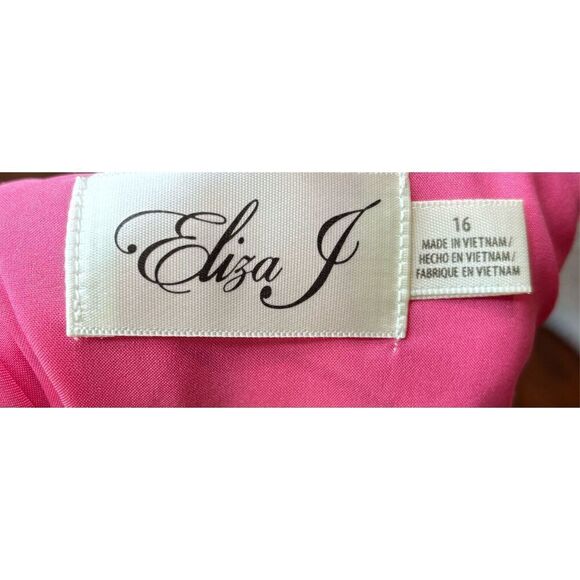 Eliza J
16
MADE IN VIETNAM/
HECHO EN VIETNAM/
FABRIQUE EN VIETNAM